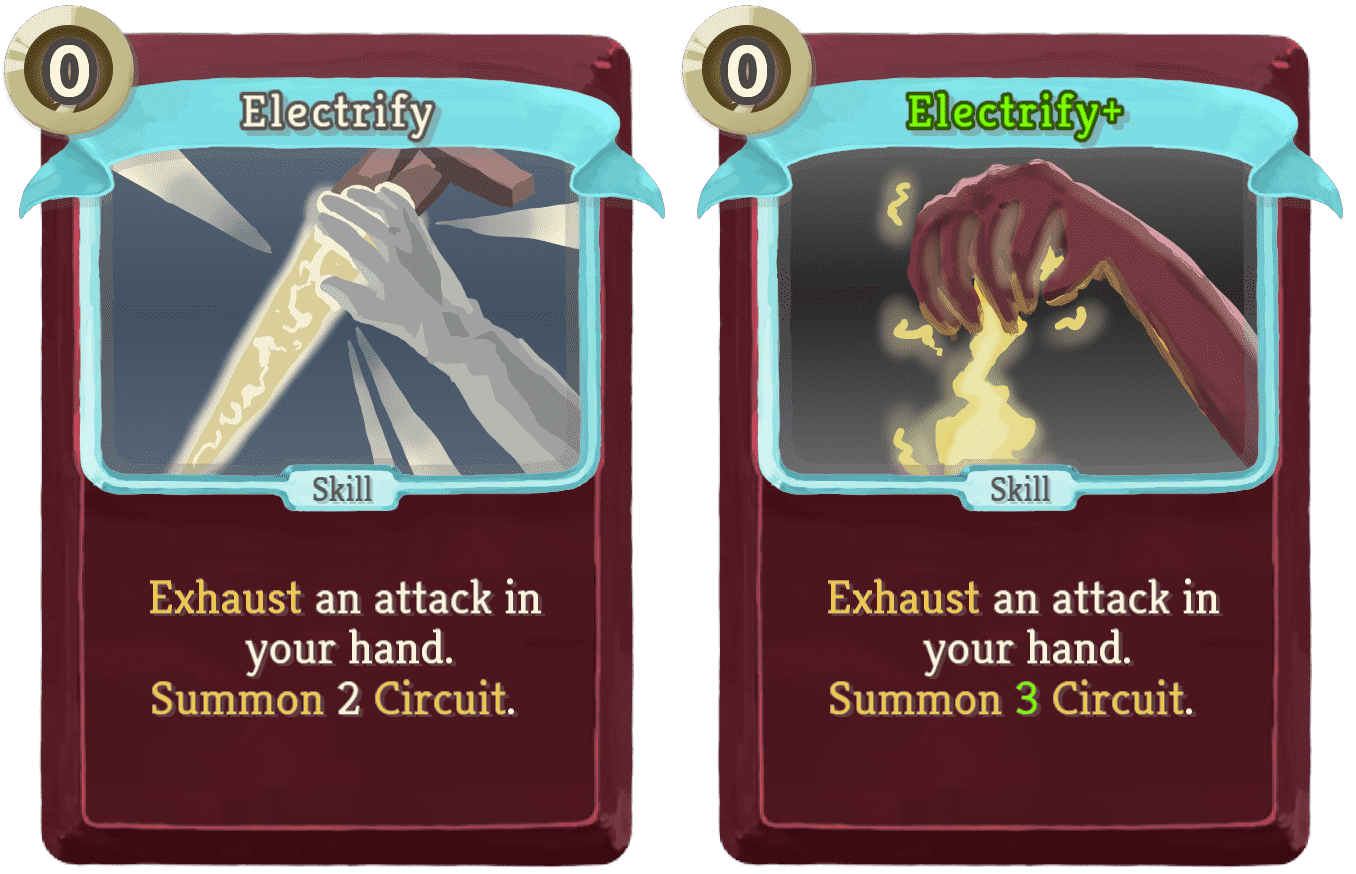 0
Electrify
Skill
Exhaust an attack in
your hand.
Summon 2 Circuit.
0
Electrify+
Skill
Exhaust an attack in
your hand.
Summon 3 Circuit.